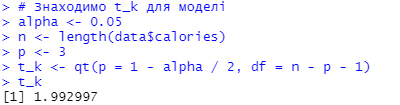 > # Знаходимо t_k для моделі
> alpha <- 0.05
> n <- length(data$calories)
> p <- 3
> t_k <- qt(p = 1 - alpha / 2, df = n - p - 1)
> t_k
[1] 1.992997